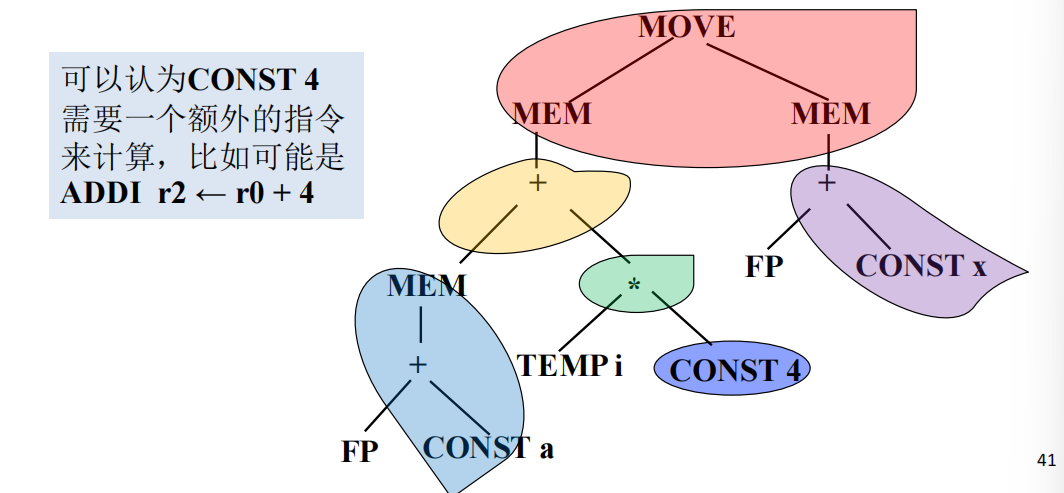 可以认为CONST 4
需要一个额外的指令
来计算，比如可能是
ADDI r2 ← r0 + 4
MOVE
MEM MEM
+ +
MEM * FP CONST x
+ TEMP i CONST 4
FP CONST a
41